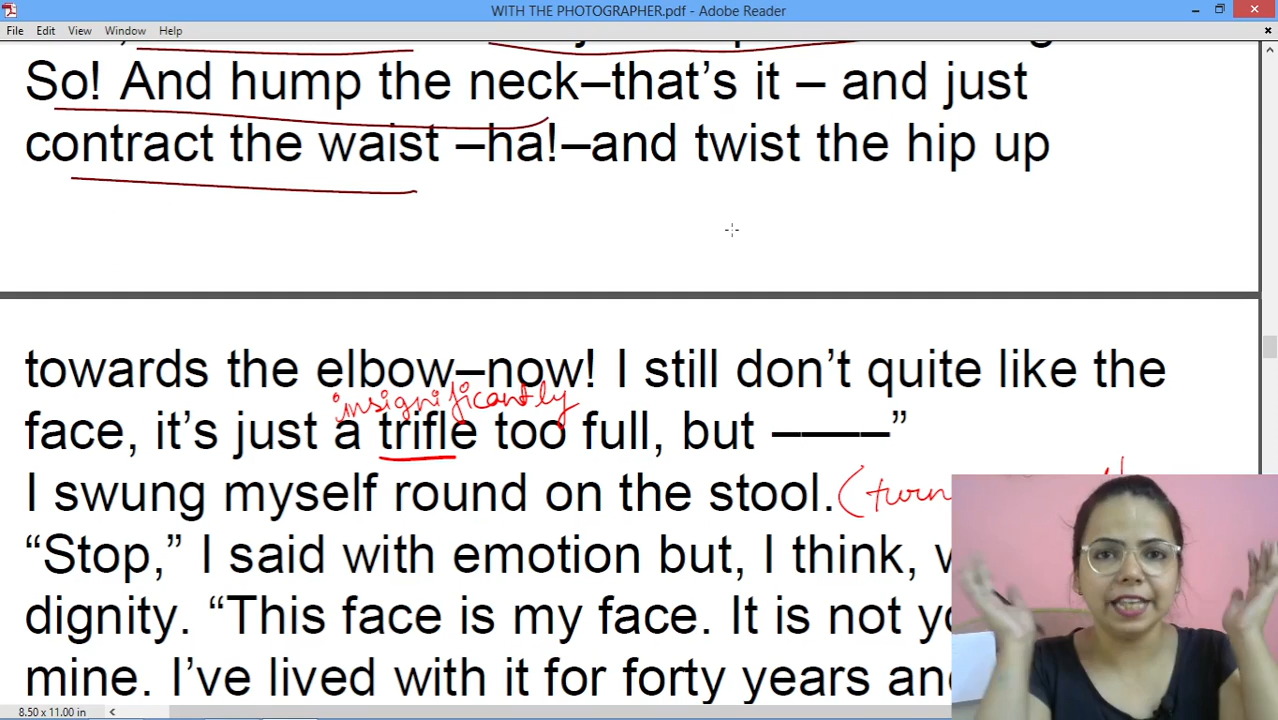 WITH THE PHOTOGRAPHER.pdf - Adobe Reader
File Edit View Window Help
So! And hump the neck–that’s it – and just
contract the waist –ha!–and twist the hip up
towards the elbow–now! I still don’t quite like the
insignificantly
face, it’s just a trifle too full, but ––––”
I swung myself round on the stool. (turn
“Stop,” I said with emotion but, I think,
dignity. “This face is my face. It is not
mine. I’ve lived with it for forty years
8.50 x 11.00 in